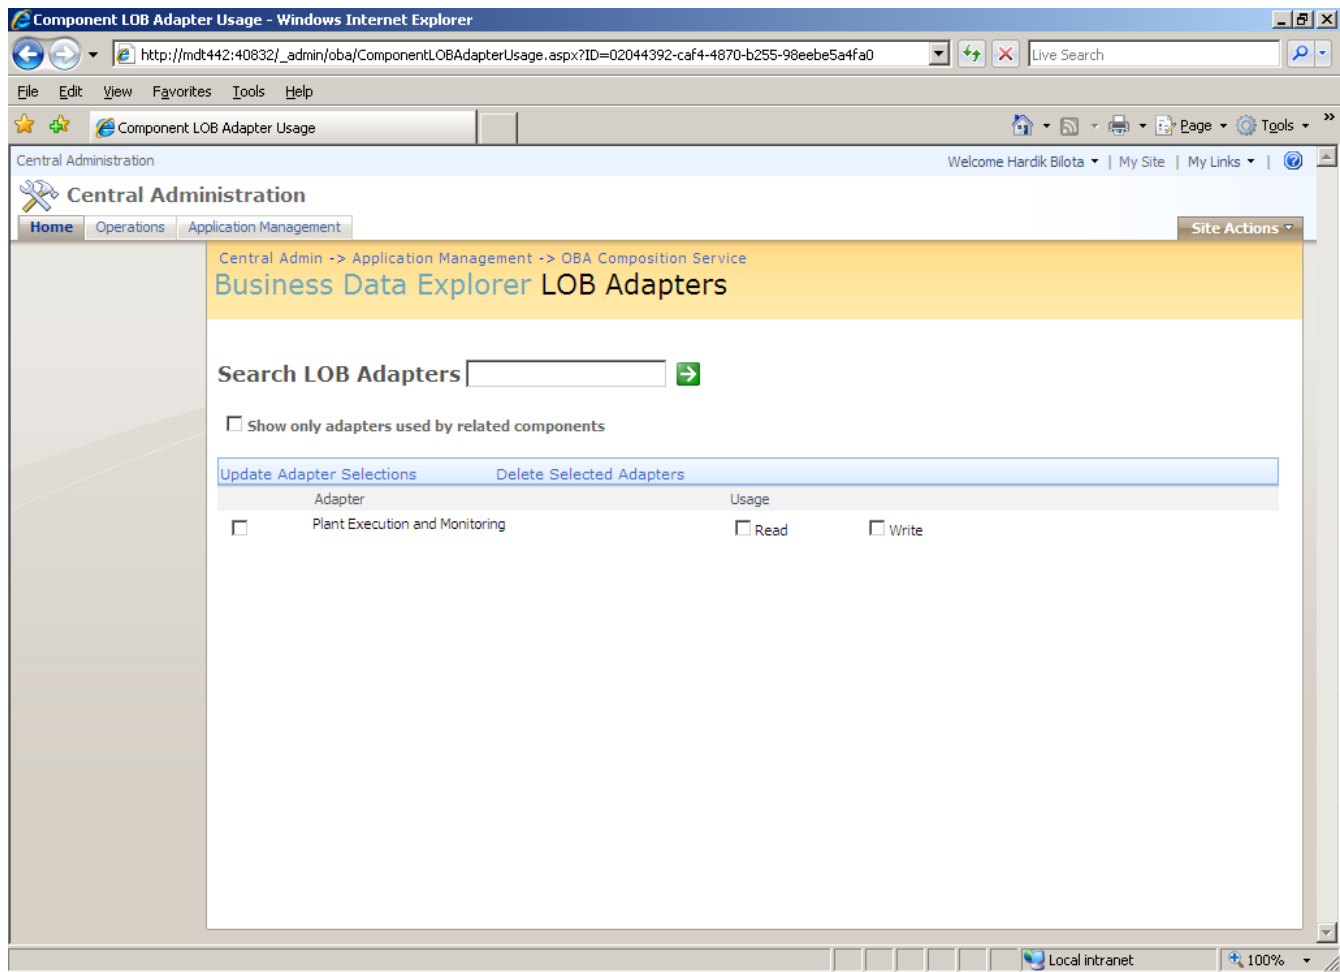 Component LOB Adapter Usage - Windows Internet Explorer
http://mdt442:40832/_admin/oba/ComponentLOBAdapterUsage.aspx?ID=02044392-caf4-4870-b255-98eebe5a4fa0 Live Search
File Edit View Favorites Tools Help
Component LOB Adapter Usage Page Tools »
Central Administration Welcome Hardik Bilota | My Site | My Links |
Central Administration
Home Operations Application Management Site Actions
Central Admin -> Application Management -> OBA Composition Service
Business Data Explorer LOB Adapters
Search LOB Adapters
Show only adapters used by related components
Update Adapter Selections Delete Selected Adapters
Adapter Usage
Plant Execution and Monitoring Read Write
Local intranet 100%